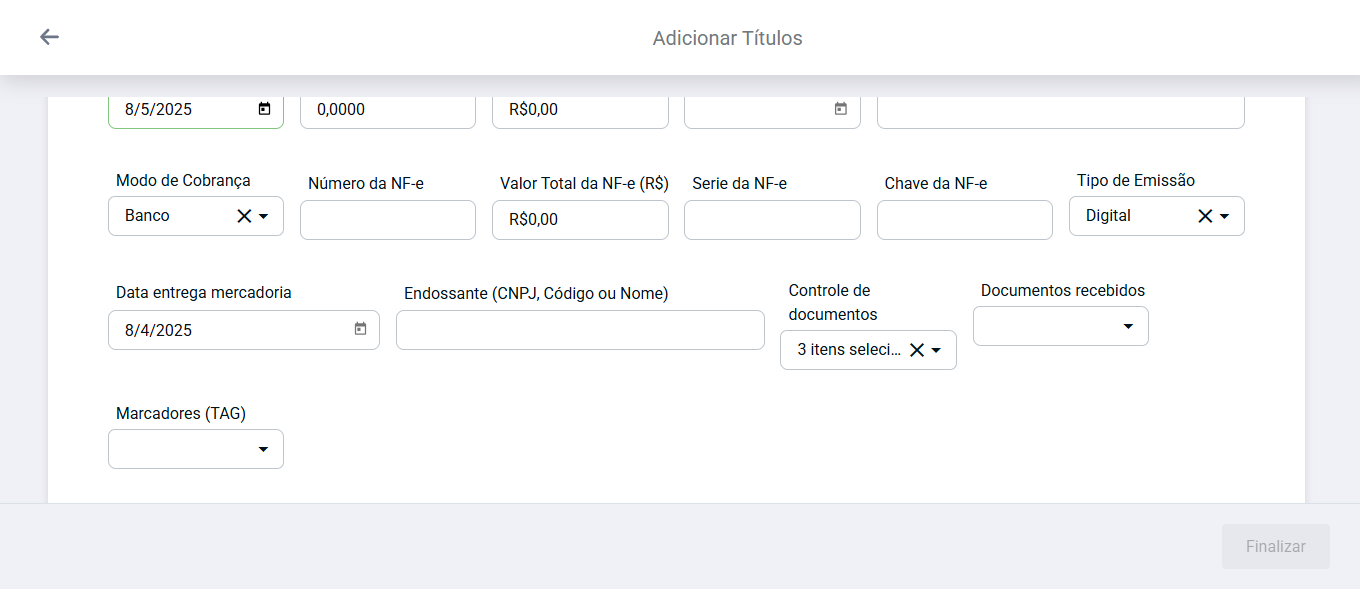 Adicionar Títulos
8/5/2025 0,0000 R$0,00
Modo de Cobrança Número da NF-e Valor Total da NF-e (R$) Serie da NF-e Chave da NF-e Tipo de Emissão
Banco R$0,00 Digital
Data entrega mercadoria Endossante (CNPJ, Código ou Nome) Controle de documentos Documentos recebidos
8/4/2025 3 itens seleci...
Marcadores (TAG)
Finalizar